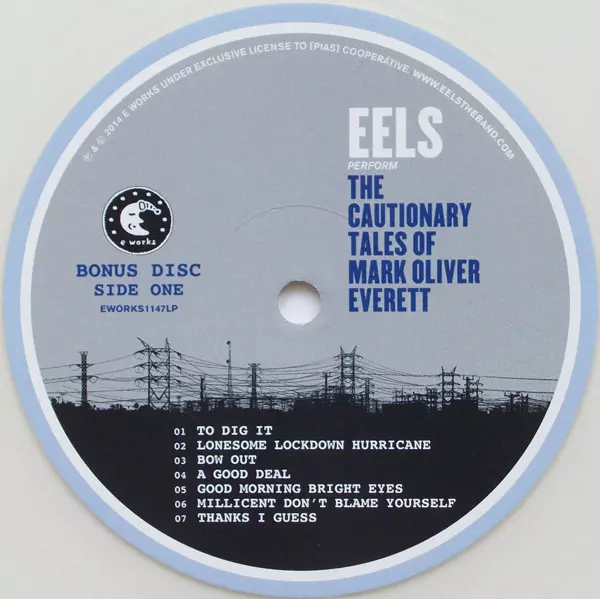 ℗ & © 2014 E WORKS UNDER EXCLUSIVE LICENSE TO [PIAS] COOPERATIVE. WWW.EELSTHEBAND.COM
EELS
PERFORM
THE
CAUTIONARY
TALES OF
MARK OLIVER
EVERETT
e works
BONUS DISC
SIDE ONE
EWORKS1147LP
01 TO DIG IT
02 LONESOME LOCKDOWN HURRICANE
03 BOW OUT
04 A GOOD DEAL
05 GOOD MORNING BRIGHT EYES
06 MILLICENT DON'T BLAME YOURSELF
07 THANKS I GUESS